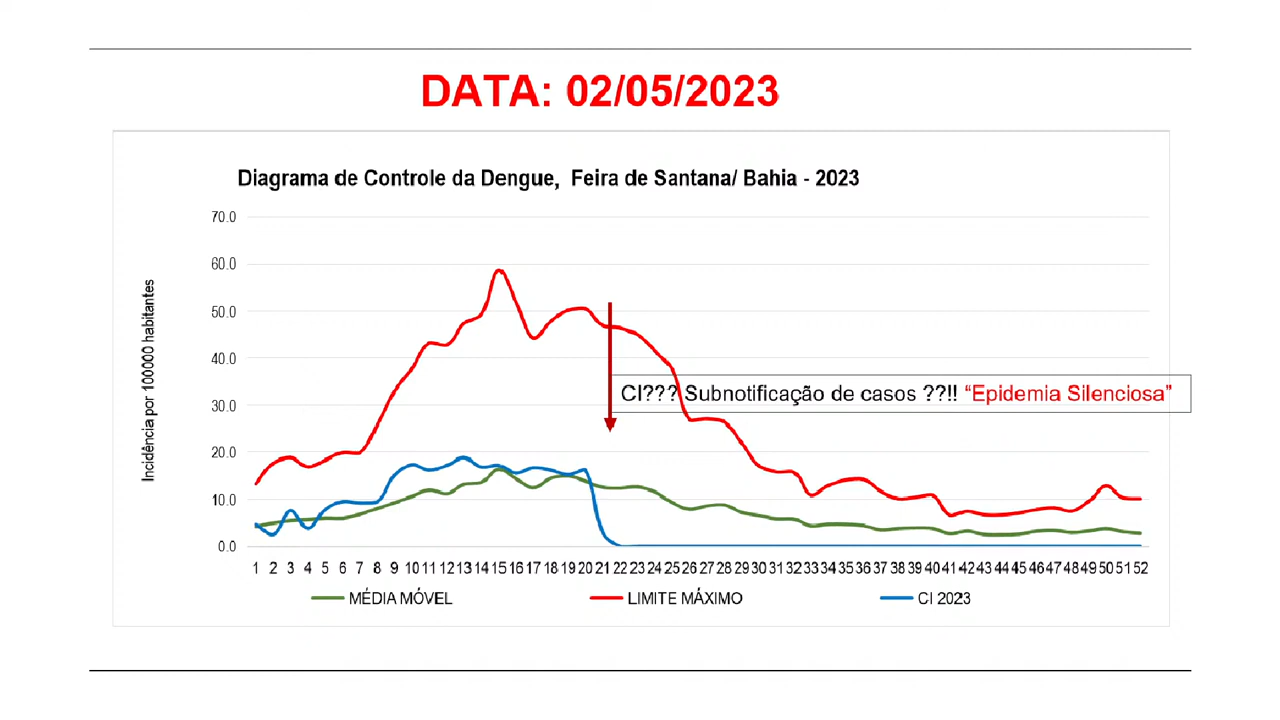 DATA: 02/05/2023
Diagrama de Controle da Dengue, Feira de Santana/ Bahia - 2023
Incidência por 100000 habitantes
70.0
60.0
50.0
40.0
30.0
20.0
10.0
0.0
CI??? Subnotificação de casos ??!! “Epidemia Silenciosa”
1 2 3 4 5 6 7 8 9 10 11 12 13 14 15 16 17 18 19 20 21 22 23 24 25 26 27 28 29 30 31 32 33 34 35 36 37 38 39 40 41 42 43 44 45 46 47 48 49 50 51 52
MÉDIA MÓVEL LIMITE MÁXIMO CI 2023